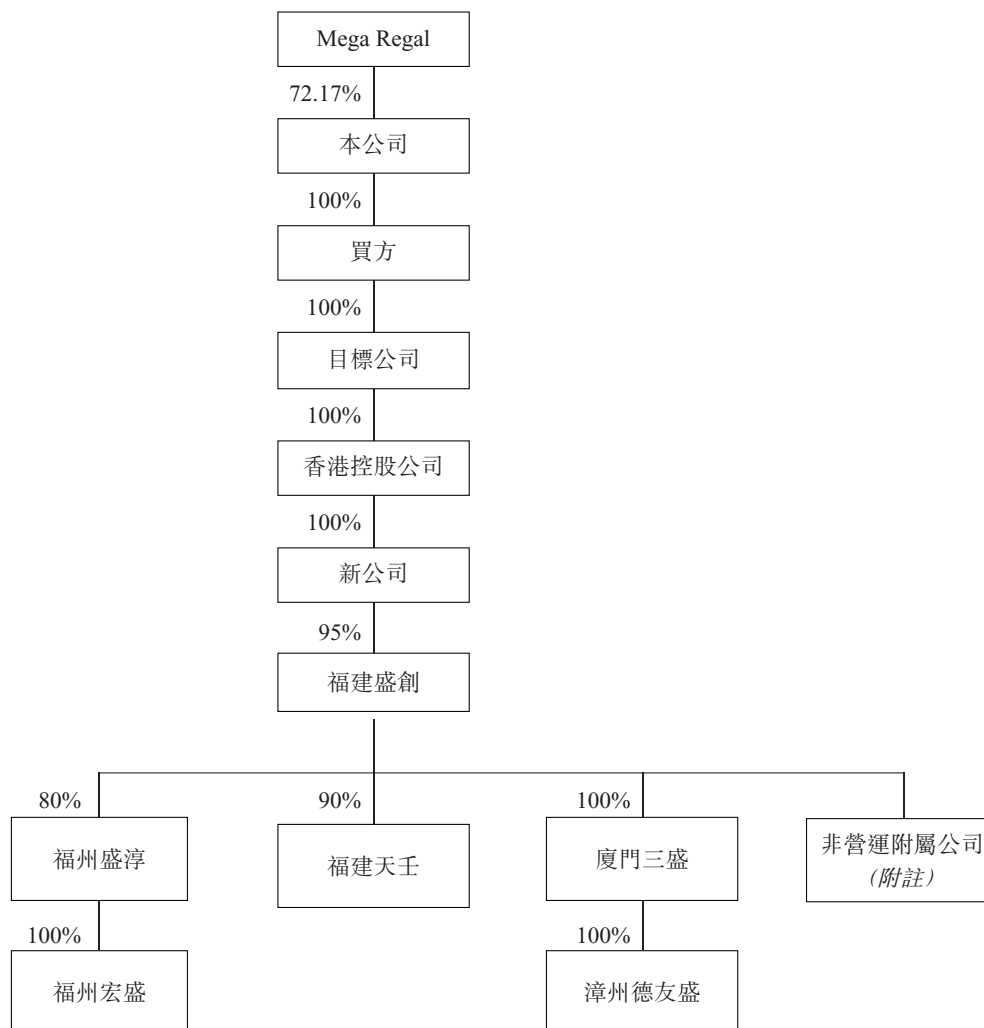 Mega Regal
72.17%
本公司
100%
買方
100%
目標公司
100%
香港控股公司
100%
新公司
95%
福建盛創
80%
90%
100%
福州盛淳
福建天壬
廈門三盛
非營運附屬公司
(附註)
100%
100%
福州宏盛
漳州德友盛